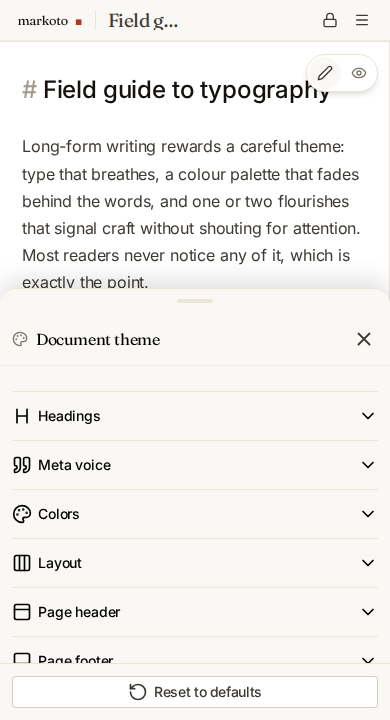 markoto
Field g...
# Field guide to typography
Long-form writing rewards a careful theme:
type that breathes, a colour palette that fades
behind the words, and one or two flourishes
that signal craft without shouting for attention.
Most readers never notice any of it, which is
exactly the point.
Document theme
Headings
Meta voice
Colors
Layout
Page header
Page footer
Reset to defaults